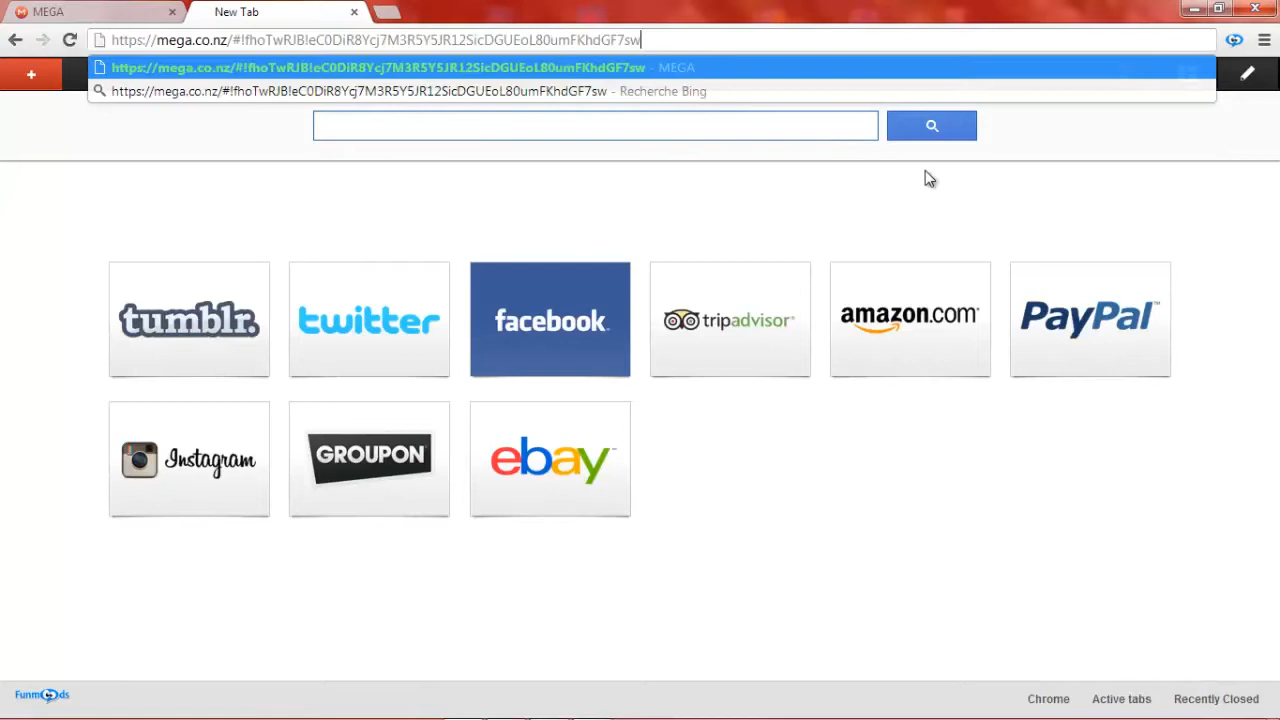 MEGA
New Tab
https://mega.co.nz/#!fhoTwRJB!eC0DiR8Ycj7M3R5Y5JR12SicDGUEoL80umFKhdGF7sw
https://mega.co.nz/#!fhoTwRJB!eC0DiR8Ycj7M3R5Y5JR12SicDGUEoL80umFKhdGF7sw - MEGA
https://mega.co.nz/#!fhoTwRJB!eC0DiR8Ycj7M3R5Y5JR12SicDGUEoL80umFKhdGF7sw - Recherche Bing
tumblr.
twitter
facebook
tripadvisor
amazon.com
PayPal
Instagram
GROUPON
ebay
Funmoods
Chrome
Active tabs
Recently Closed